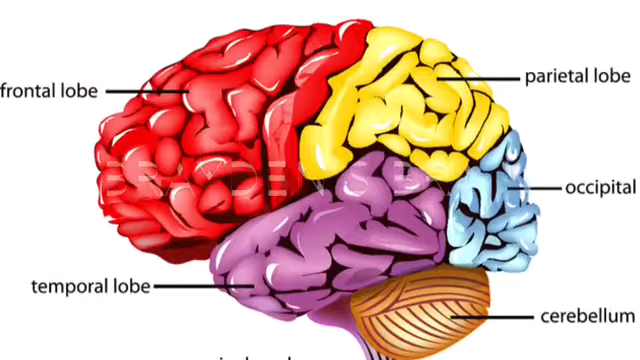 frontal lobe
parietal lobe
occipital
temporal lobe
cerebellum